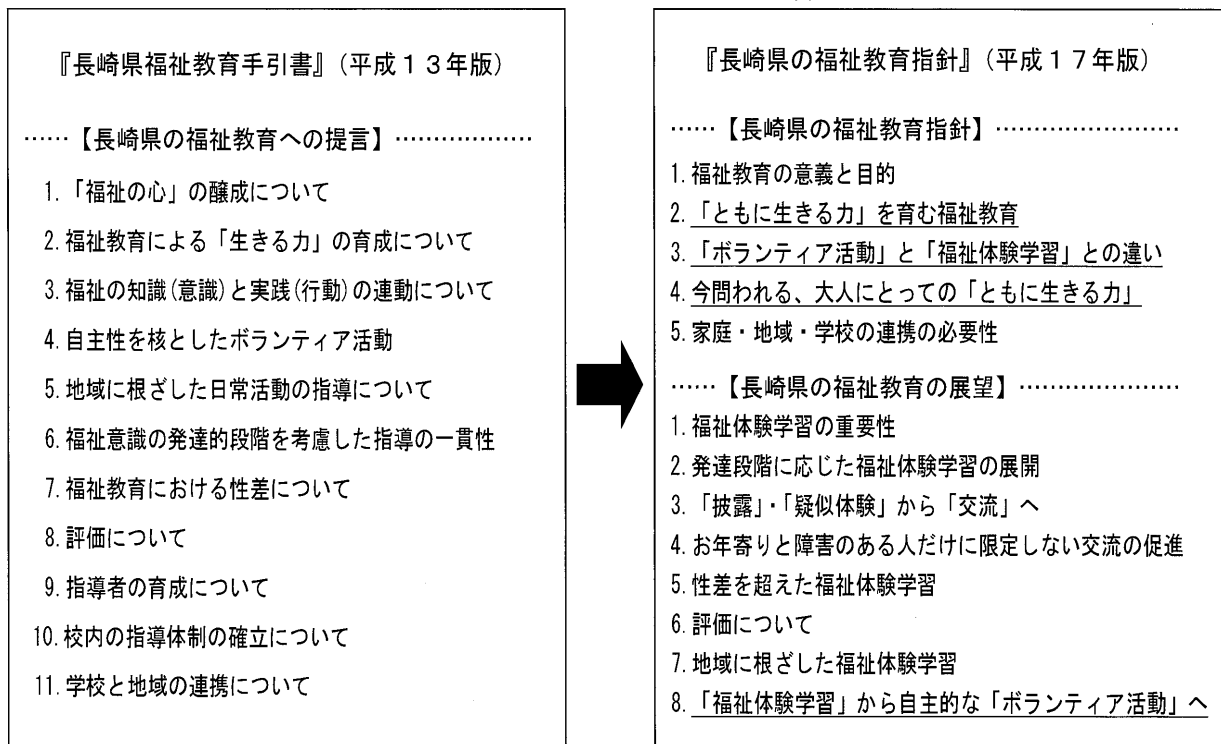 『長崎県福祉教育手引書』(平成13年版)
……【長崎県の福祉教育への提言】………………
1.「福祉の心」の醸成について
2.福祉教育による「生きる力」の育成について
3.福祉の知識(意識)と実践(行動)の連動について
4.自主性を核としたボランティア活動
5.地域に根ざした日常活動の指導について
6.福祉意識の発達的段階を考慮した指導の一貫性
7.福祉教育における性差について
8.評価について
9.指導者の育成について
10.校内の指導体制の確立について
11.学校と地域の連携について
『長崎県の福祉教育指針』(平成17年版)
……【長崎県の福祉教育指針】……………………
1.福祉教育の意義と目的
2.「ともに生きる力」を育む福祉教育
3.「ボランティア活動」と「福祉体験学習」との違い
4.今問われる、大人にとっての「ともに生きる力」
5.家庭・地域・学校の連携の必要性
……【長崎県の福祉教育の展望】…………………
1.福祉体験学習の重要性
2.発達段階に応じた福祉体験学習の展開
3.「披露」・「疑似体験」から「交流」へ
4.お年寄りと障害のある人だけに限定しない交流の促進
5.性差を超えた福祉体験学習
6.評価について
7.地域に根ざした福祉体験学習
8.「福祉体験学習」から自主的な「ボランティア活動」へ